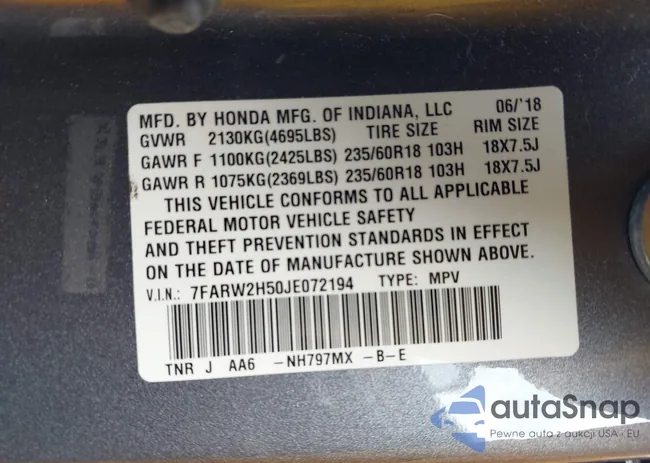 MFD. BY HONDA MFG. OF INDIANA, LLC 06/'18
GVWR 2130KG(4695LBS) TIRE SIZE RIM SIZE
GAWR F 1100KG(2425LBS) 235/60R18 103H 18X7.5J
GAWR R 1075KG(2369LBS) 235/60R18 103H 18X7.5J
THIS VEHICLE CONFORMS TO ALL APPLICABLE
FEDERAL MOTOR VEHICLE SAFETY
AND THEFT PREVENTION STANDARDS IN EFFECT
ON THE DATE OF MANUFACTURE SHOWN ABOVE.
V.I.N.: 7FARW2H50JE072194 TYPE: MPV
TNR J AA6 -NH797MX -B-E
autaSnap
Pewne auta z aukcji USA i EU